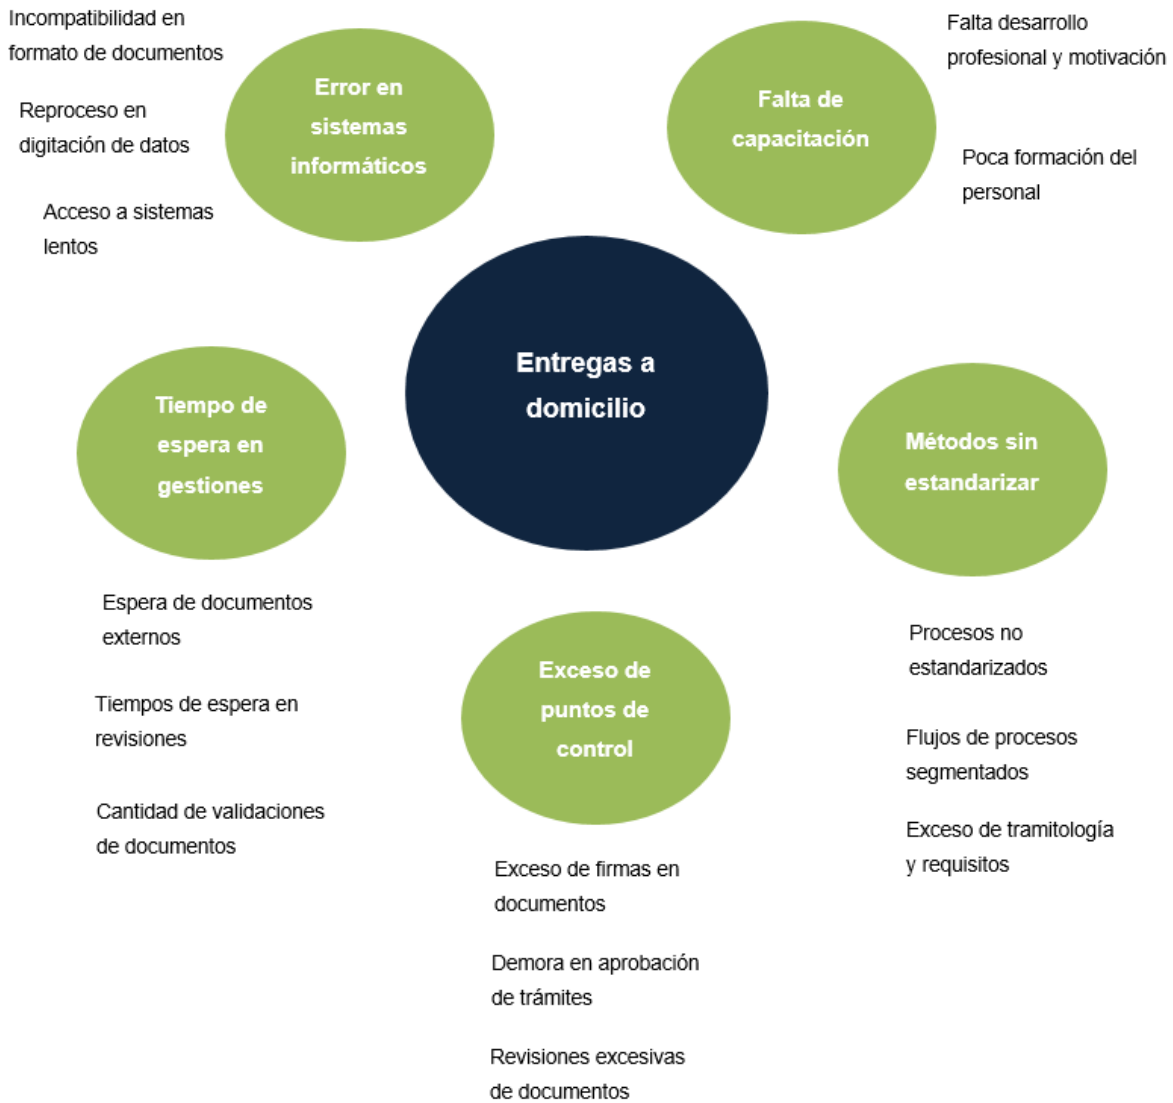 Incompatibilidad en
formato de documentos
Reproceso en
digitación de datos
Acceso a sistemas
lentos
Error en
sistemas
informáticos
Falta de
capacitación
Falta desarrollo
profesional y motivación
Poca formación del
personal
Entregas a
domicilio
Tiempo de
espera en
gestiones
Espera de documentos
externos
Tiempos de espera en
revisiones
Cantidad de validaciones
de documentos
Exceso de
puntos de
control
Exceso de firmas en
documentos
Demora en aprobación
de trámites
Revisiones excesivas
de documentos
Métodos sin
estandarizar
Procesos no
estandarizados
Flujos de procesos
segmentados
Exceso de tramitología
y requisitos